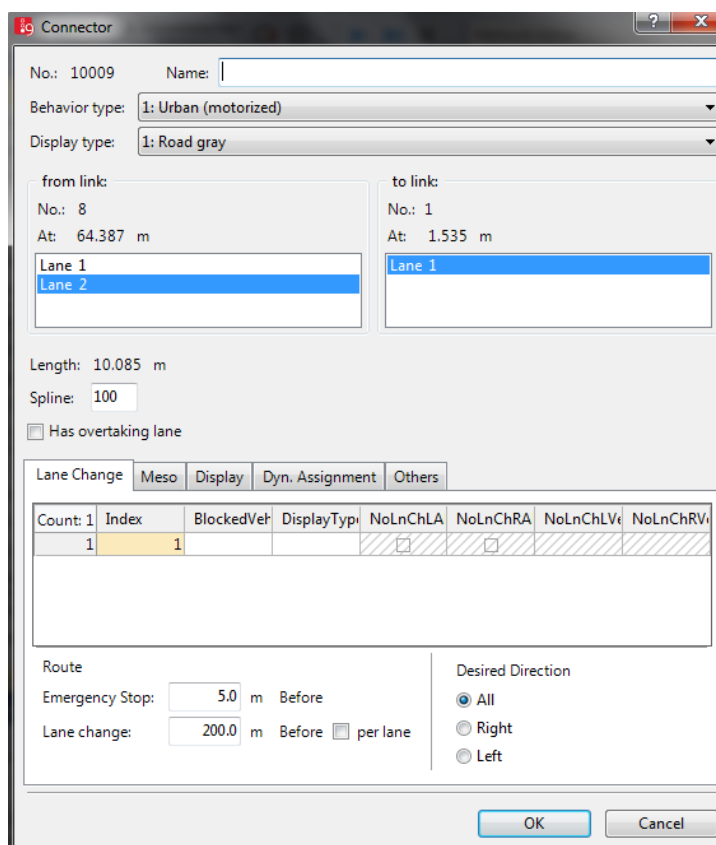 Connector
No.: 10009 Name:
Behavior type: 1: Urban (motorized)
Display type: 1: Road gray
from link: to link:
No.: 8 No.: 1
At: 64.387 m At: 1.535 m
Lane 1 Lane 1
Lane 2
Length: 10.085 m
Spline: 100
Has overtaking lane
Lane Change Meso Display Dyn. Assignment Others
Count: 1 Index BlockedVeh DisplayType NoLnChLA NoLnChRA NoLnChLVe NoLnChRVe
1 1
Route Desired Direction
Emergency Stop: 5.0 m Before All
Lane change: 200.0 m Before per lane Right
Left
OK Cancel